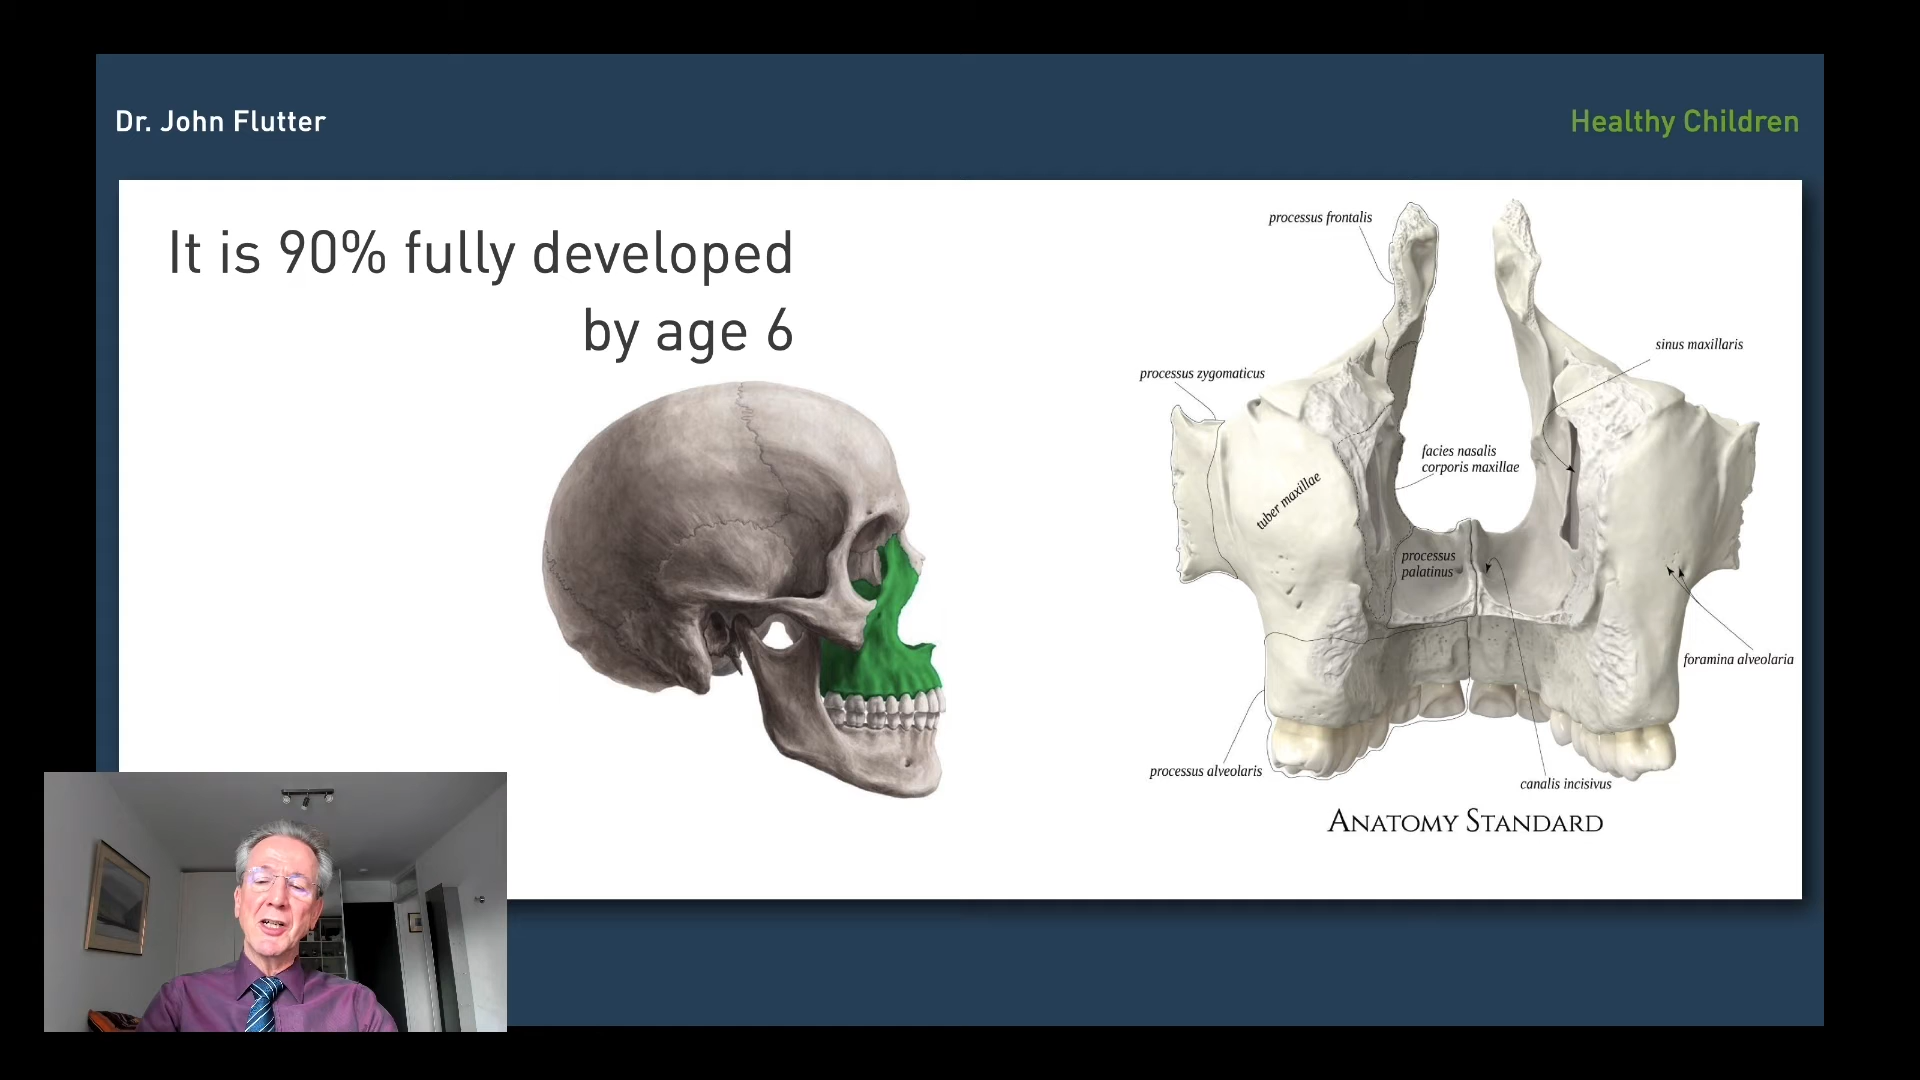 Dr. John Flutter
Healthy Children
It is 90% fully developed
by age 6
processus frontalis
sinus maxillaris
processus zygomaticus
facies nasalis
corporis maxillae
tuber maxillae
processus
palatinus
foramina alveolaria
processus alveolaris
canalis incisivus
ANATOMY STANDARD